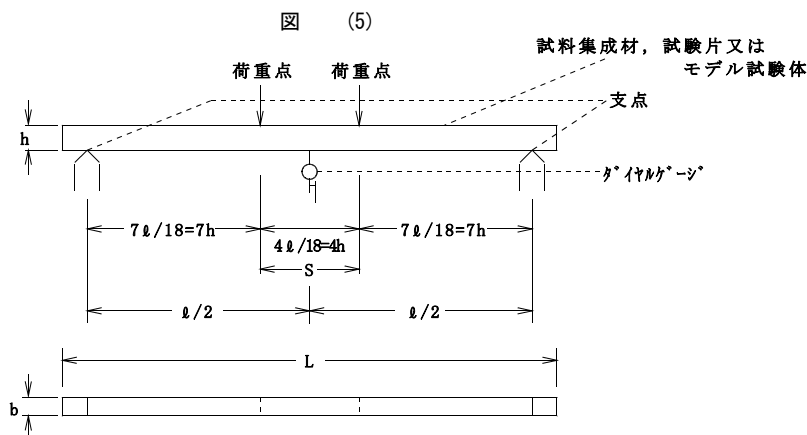 図 (5)
試料集成材，試験片又は
モデル試験体
荷重点 荷重点
支点
h
ﾀﾞｲﾔﾙｹﾞｰｼﾞ
7ℓ/18=7h 7ℓ/18=7h
4ℓ/18=4h
S
ℓ/2 ℓ/2
L
b